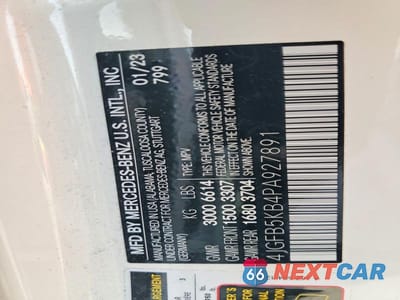 MFD BY MERCEDES-BENZ U.S. INTL., INC
MANUFACTURED IN USA (ALABAMA, TUSCALOOSA COUNTY)
UNDER CONTRACT FOR MERCEDES-BENZ AG, STUTTGART
GERMANY
TYPE: MPV
01/23
799
KG LBS
GVWR 3000 6614
GAWR FRONT 1500 3307
GAWR REAR 1680 3704
THIS VEHICLE CONFORMS TO ALL APPLICABLE
FEDERAL MOTOR VEHICLE SAFETY STANDARDS
IN EFFECT ON THE DATE OF MANUFACTURE
SHOWN ABOVE.
4JGFB5KB4PA927891
66 NEXTCAR